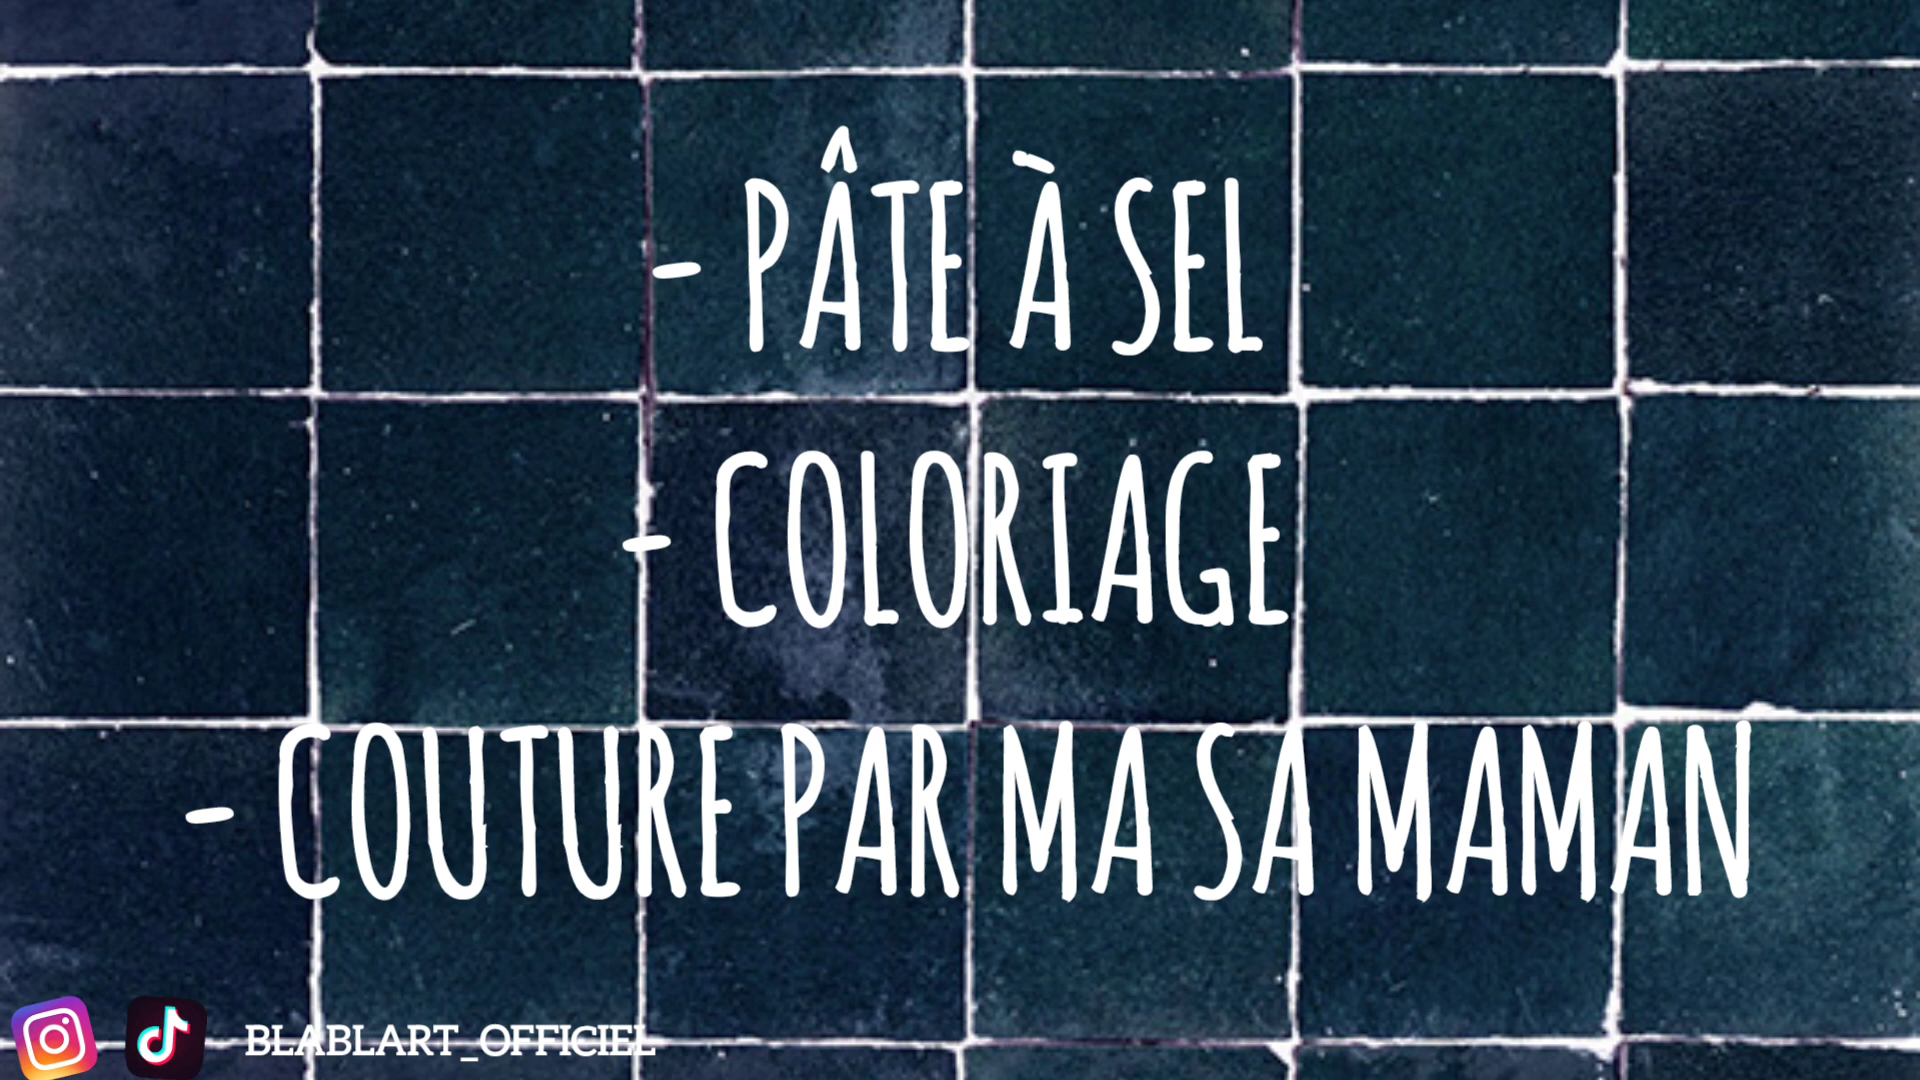 - PÂTE À SEL
- COLORIAGE
- COUTURE PAR MA SA MAMAN
BLABLART_OFFICIEL